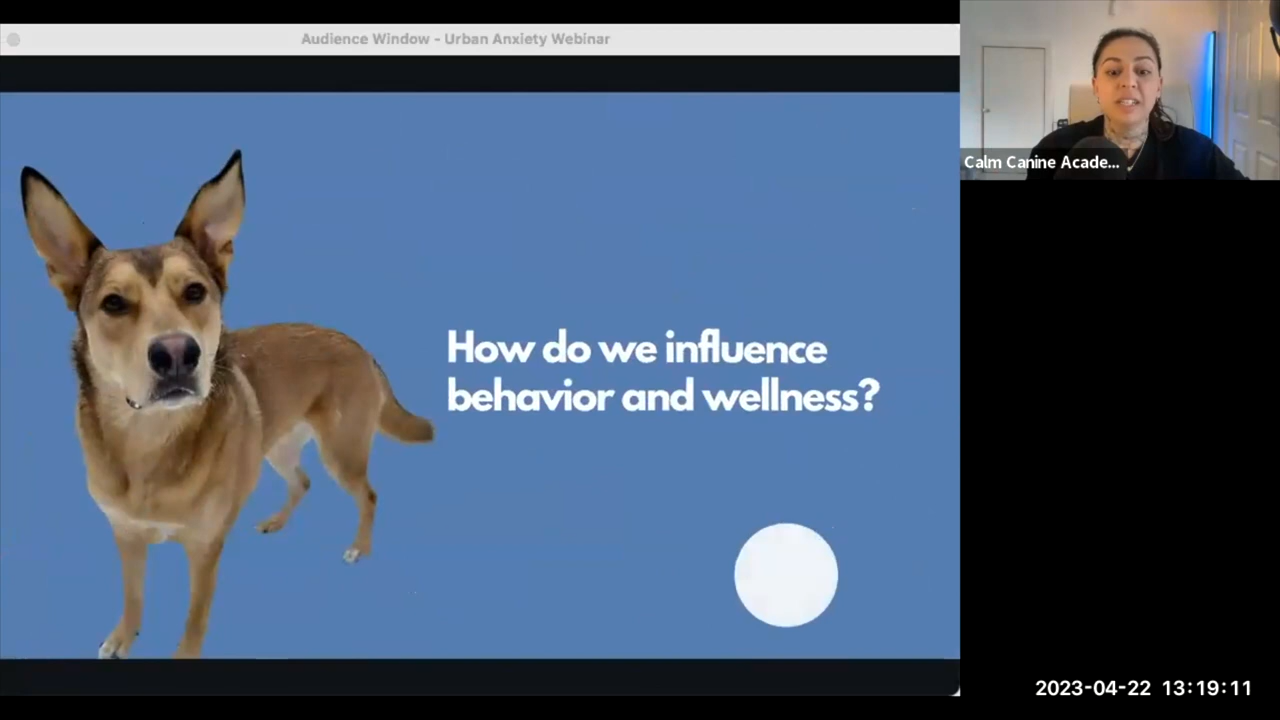 Audience Window - Urban Anxiety Webinar
Calm Canine Acade...
How do we influence
behavior and wellness?
2023-04-22 13:19:11